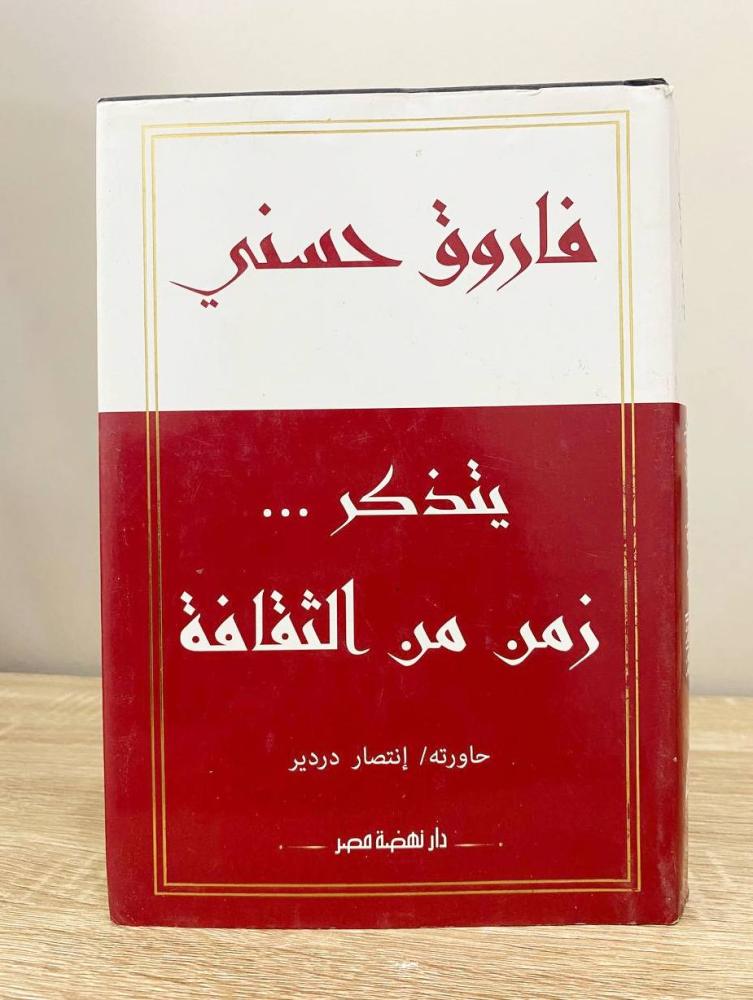 فاروق حسني
يتذكر ...
زمن من الثقافة
حاورته/ إنتصار دردير
دار نهضة مصر